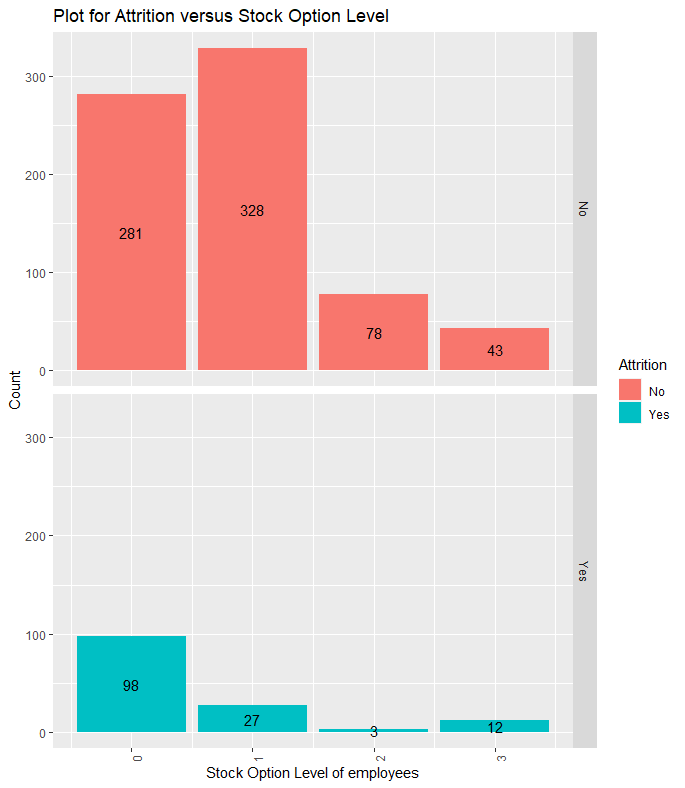 Plot for Attrition versus Stock Option Level
Count
300
200
100
0
281
328
78
43
No
300
200
100
0
98
27
3
12
Yes
0
1
2
3
Stock Option Level of employees
Attrition
No
Yes